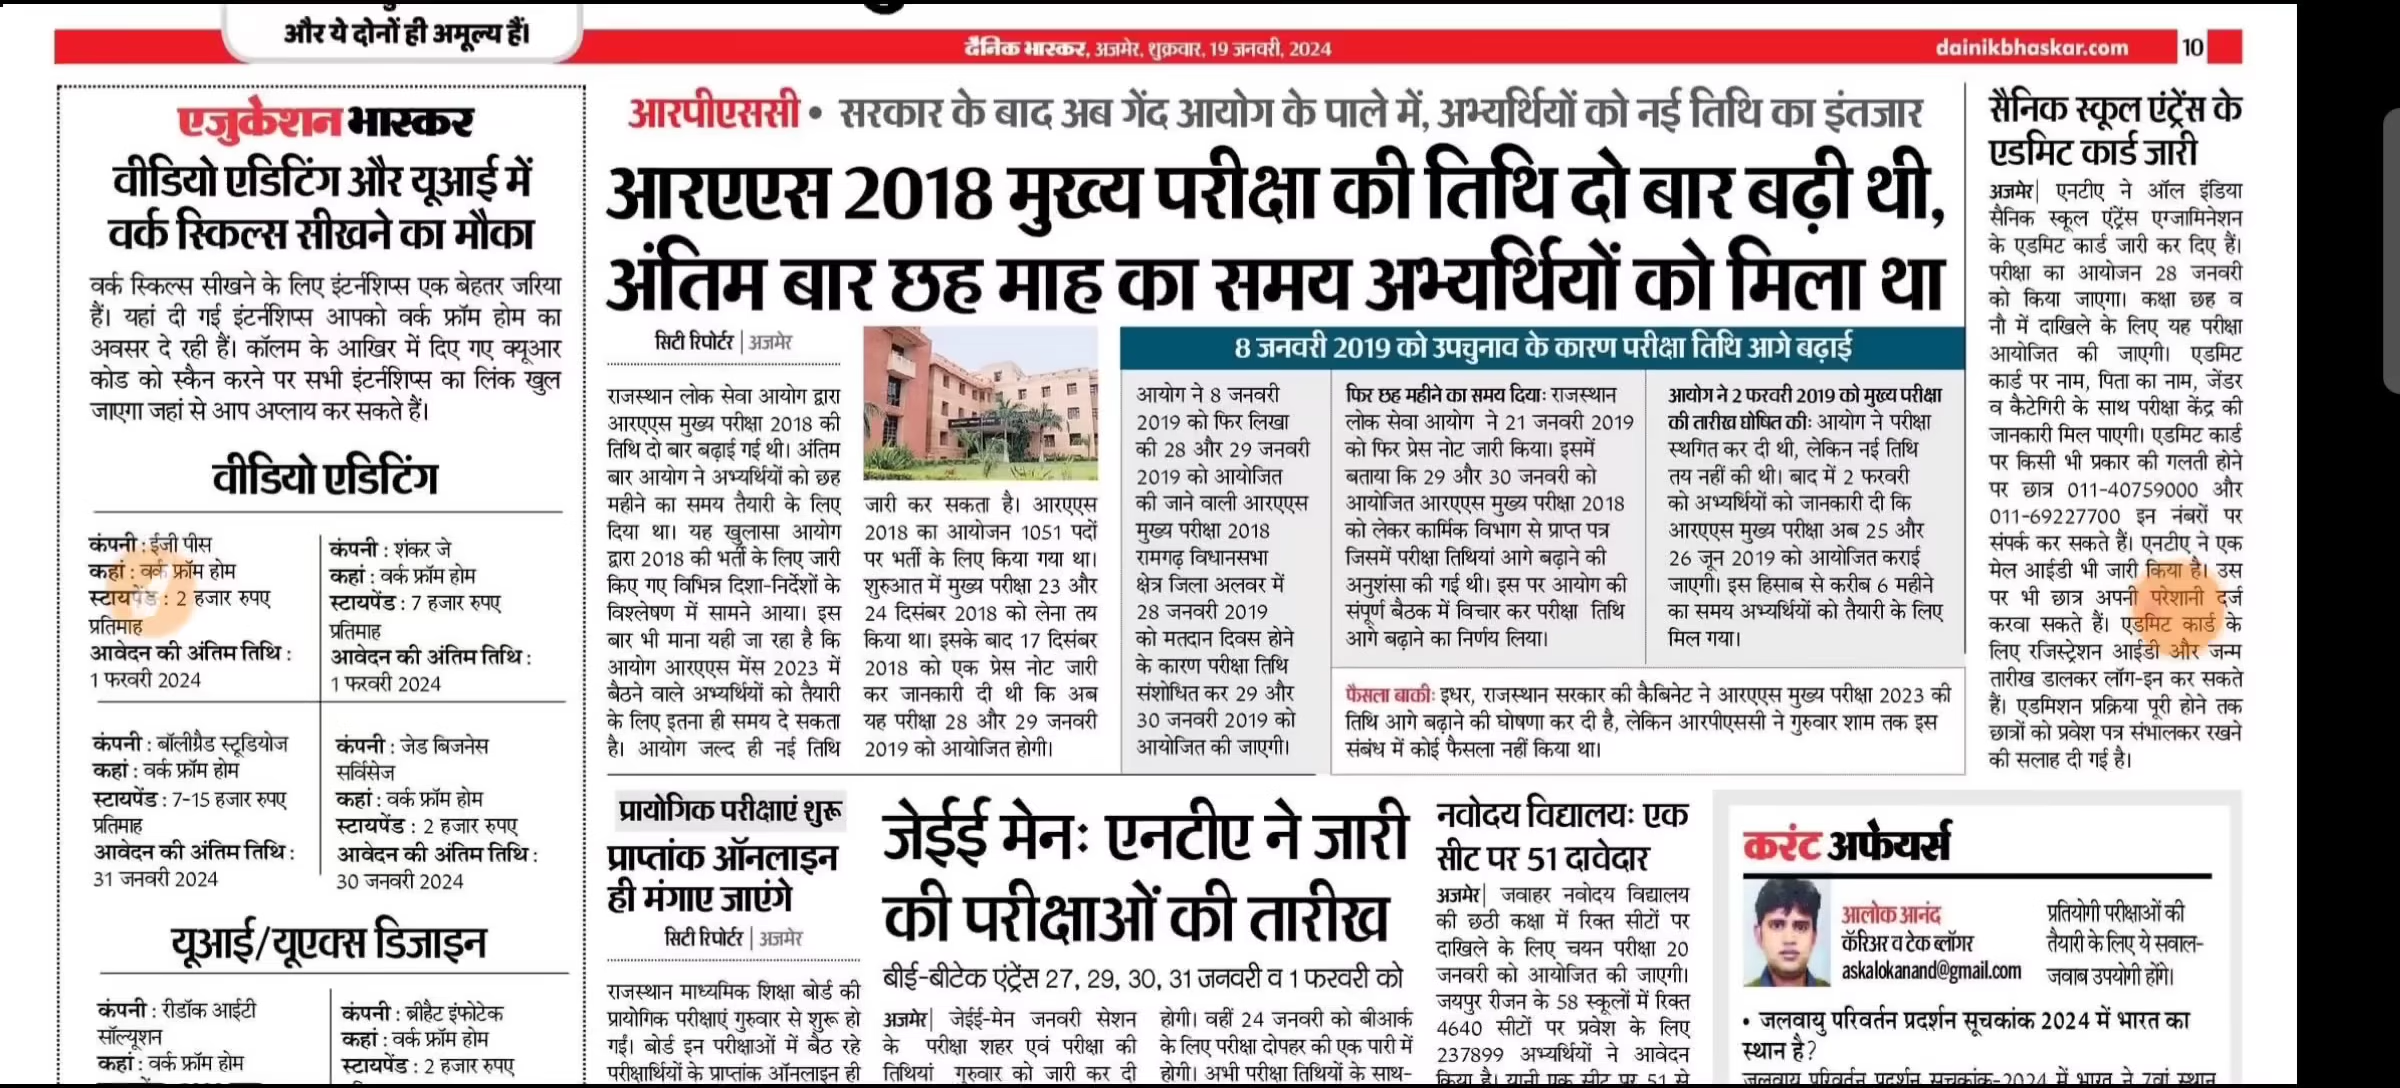 और ये दोनों ही अमूल्य हैं।
दैनिक भास्कर, अजमेर, शुक्रवार, 19 जनवरी, 2024
dainikbhaskar.com
10
एजुकेशन भास्कर
वीडियो एडिटिंग और यूआई में
वर्क स्किल्स सीखने का मौका
वर्क स्किल्स सीखने के लिए इंटर्नशिप्स एक बेहतर जरिया
हैं। यहां दी गई इंटर्नशिप्स आपको वर्क फ्रॉम होम का
अवसर दे रही हैं। कॉलम के आखिर में दिए गए क्यूआर
कोड को स्कैन करने पर सभी इंटर्नशिप्स का लिंक खुल
जाएगा जहां से आप अप्लाय कर सकते हैं।
वीडियो एडिटिंग
कंपनी : ईजी पीस
कहां : वर्क फ्रॉम होम
स्टायपेंड : 2 हजार रुपए
प्रतिमाह
आवेदन की अंतिम तिथि :
1 फरवरी 2024
कंपनी : शंकर जे
कहां : वर्क फ्रॉम होम
स्टायपेंड : 7 हजार रुपए
प्रतिमाह
आवेदन की अंतिम तिथि :
1 फरवरी 2024
कंपनी : बॉलीग्रैड स्टूडियोज
कहां : वर्क फ्रॉम होम
स्टायपेंड : 7-15 हजार रुपए
प्रतिमाह
आवेदन की अंतिम तिथि :
31 जनवरी 2024
कंपनी : जेड बिजनेस
सर्विसेज
कहां : वर्क फ्रॉम होम
स्टायपेंड : 2 हजार रुपए
आवेदन की अंतिम तिथि :
30 जनवरी 2024
यूआई/यूएक्स डिजाइन
कंपनी : रीडॉक आईटी
सॉल्यूशन
कहां : वर्क फ्रॉम होम
कंपनी : ब्रीहैट इंफोटेक
कहां : वर्क फ्रॉम होम
स्टायपेंड : 2 हजार रुपए
आरपीएससी • सरकार के बाद अब गेंद आयोग के पाले में, अभ्यर्थियों को नई तिथि का इंतजार
आरएएस 2018 मुख्य परीक्षा की तिथि दो बार बढ़ी थी,
अंतिम बार छह माह का समय अभ्यर्थियों को मिला था
सिटी रिपोर्टर | अजमेर
राजस्थान लोक सेवा आयोग द्वारा
आरएएस मुख्य परीक्षा 2018 की
तिथि दो बार बढ़ाई गई थी। अंतिम
बार आयोग ने अभ्यर्थियों को छह
महीने का समय तैयारी के लिए
दिया था। यह खुलासा आयोग
द्वारा 2018 की भर्ती के लिए जारी
किए गए विभिन्न दिशा-निर्देशों के
विश्लेषण में सामने आया। इस
बार भी माना यही जा रहा है कि
आयोग आरएएस मेंस 2023 में
बैठने वाले अभ्यर्थियों को तैयारी
के लिए इतना ही समय दे सकता
है। आयोग जल्द ही नई तिथि
जारी कर सकता है। आरएएस
2018 का आयोजन 1051 पदों
पर भर्ती के लिए किया गया था।
शुरुआत में मुख्य परीक्षा 23 और
24 दिसंबर 2018 को लेना तय
किया था। इसके बाद 17 दिसंबर
2018 को एक प्रेस नोट जारी
कर जानकारी दी थी कि अब
यह परीक्षा 28 और 29 जनवरी
2019 को आयोजित होगी।
8 जनवरी 2019 को उपचुनाव के कारण परीक्षा तिथि आगे बढ़ाई
आयोग ने 8 जनवरी
2019 को फिर लिखा
की 28 और 29 जनवरी
2019 को आयोजित
की जाने वाली आरएएस
मुख्य परीक्षा 2018
रामगढ़ विधानसभा
क्षेत्र जिला अलवर में
28 जनवरी 2019
को मतदान दिवस होने
के कारण परीक्षा तिथि
संशोधित कर 29 और
30 जनवरी 2019 को
आयोजित की जाएगी।
फिर छह महीने का समय दिया: राजस्थान
लोक सेवा आयोग ने 21 जनवरी 2019
को फिर प्रेस नोट जारी किया। इसमें
बताया कि 29 और 30 जनवरी को
आयोजित आरएएस मुख्य परीक्षा 2018
को लेकर कार्मिक विभाग से प्राप्त पत्र
जिसमें परीक्षा तिथियां आगे बढ़ाने की
अनुशंसा की गई थी। इस पर आयोग की
संपूर्ण बैठक में विचार कर परीक्षा तिथि
आगे बढ़ाने का निर्णय लिया।
आयोग ने 2 फरवरी 2019 को मुख्य परीक्षा
की तारीख घोषित की: आयोग ने परीक्षा
स्थगित कर दी थी, लेकिन नई तिथि
तय नहीं की थी। बाद में 2 फरवरी
को अभ्यर्थियों को जानकारी दी कि
आरएएस मुख्य परीक्षा अब 25 और
26 जून 2019 को आयोजित कराई
जाएगी। इस हिसाब से करीब 6 महीने
का समय अभ्यर्थियों को तैयारी के लिए
मिल गया।
फैसला बाकी: इधर, राजस्थान सरकार की कैबिनेट ने आरएएस मुख्य परीक्षा 2023 की
तिथि आगे बढ़ाने की घोषणा कर दी है, लेकिन आरपीएससी ने गुरुवार शाम तक इस
संबंध में कोई फैसला नहीं किया था।
सैनिक स्कूल एंट्रेंस के
एडमिट कार्ड जारी
अजमेर| एनटीए ने ऑल इंडिया
सैनिक स्कूल एंट्रेंस एग्जामिनेशन
के एडमिट कार्ड जारी कर दिए हैं।
परीक्षा का आयोजन 28 जनवरी
को किया जाएगा। कक्षा छह व
नौ में दाखिले के लिए यह परीक्षा
आयोजित की जाएगी। एडमिट
कार्ड पर नाम, पिता का नाम, जेंडर
व कैटेगिरी के साथ परीक्षा केंद्र की
जानकारी मिल पाएगी। एडमिट कार्ड
पर किसी भी प्रकार की गलती होने
पर छात्र 011-40759000 और
011-69227700 इन नंबरों पर
संपर्क कर सकते हैं। एनटीए ने एक
मेल आईडी भी जारी किया है। उस
पर भी छात्र अपनी परेशानी दर्ज
करवा सकते हैं। एडमिट कार्ड के
लिए रजिस्ट्रेशन आईडी और जन्म
तारीख डालकर लॉग-इन कर सकते
हैं। एडमिशन प्रक्रिया पूरी होने तक
छात्रों को प्रवेश पत्र संभालकर रखने
की सलाह दी गई है।
प्रायोगिक परीक्षाएं शुरू
प्राप्तांक ऑनलाइन
ही मंगाए जाएंगे
सिटी रिपोर्टर | अजमेर
राजस्थान माध्यमिक शिक्षा बोर्ड की
प्रायोगिक परीक्षाएं गुरुवार से शुरू हो
गईं। बोर्ड इन परीक्षाओं में बैठ रहे
परीक्षार्थियों के प्राप्तांक ऑनलाइन ही
जेईई मेन: एनटीए ने जारी
की परीक्षाओं की तारीख
बीई-बीटेक एंट्रेंस 27, 29, 30, 31 जनवरी व 1 फरवरी को
अजमेर| जेईई-मेन जनवरी सेशन
के परीक्षा शहर एवं परीक्षा की
तिथियां गुरुवार को जारी कर दी
होगी। वहीं 24 जनवरी को बीआर्क
के लिए परीक्षा दोपहर की एक पारी में
होगी। अभी परीक्षा तिथियों के साथ-
नवोदय विद्यालय: एक
सीट पर 51 दावेदार
अजमेर| जवाहर नवोदय विद्यालय
की छठी कक्षा में रिक्त सीटों पर
दाखिले के लिए चयन परीक्षा 20
जनवरी को आयोजित की जाएगी।
जयपुर रीजन के 58 स्कूलों में रिक्त
4640 सीटों पर प्रवेश के लिए
237899 अभ्यर्थियों ने आवेदन
किया है। यानी एक सीट पर 51 से
करंट अफेयर्स
आलोक आनंद
कॅरिअर व टेक ब्लॉगर
askalokanand@gmail.com
प्रतियोगी परीक्षाओं की
तैयारी के लिए ये सवाल-
जवाब उपयोगी होंगे।
• जलवायु परिवर्तन प्रदर्शन सूचकांक 2024 में भारत का
स्थान है?
जलवायु परिवर्तन प्रदर्शन सूचकांक-2024 में भारत ने 7वां स्थान